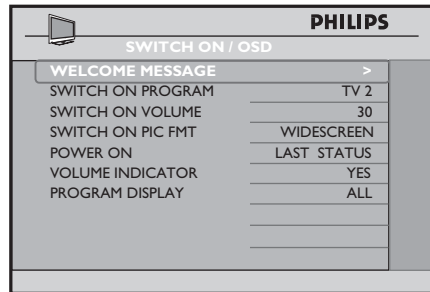 PHILIPS
SWITCH ON / OSD
WELCOME MESSAGE >
SWITCH ON PROGRAM TV 2
SWITCH ON VOLUME 30
SWITCH ON PIC FMT WIDESCREEN
POWER ON LAST STATUS
VOLUME INDICATOR YES
PROGRAM DISPLAY ALL